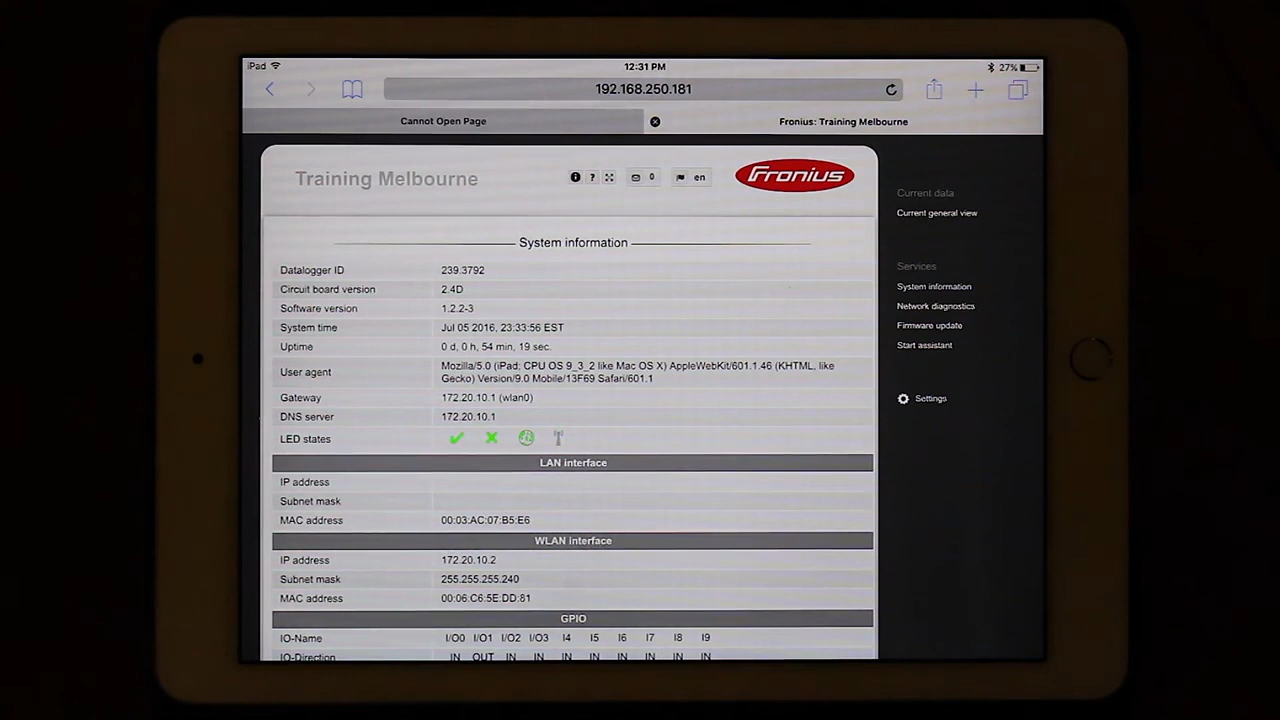 iPad 12:31 PM 27%
192.168.250.181
Cannot Open Page Fronius: Training Melbourne
Training Melbourne ? 0 en Fronius
System information
Datalogger ID 239.3792
Circuit board version 2.4D
Software version 1.2.2-3
System time Jul 05 2016, 23:33:56 EST
Uptime 0 d, 0 h, 54 min, 19 sec.
User agent Mozilla/5.0 (iPad; CPU OS 9_3_2 like Mac OS X) AppleWebKit/601.1.46 (KHTML, like
Gecko) Version/9.0 Mobile/13F69 Safari/601.1
Gateway 172.20.10.1 (wlan0)
DNS server 172.20.10.1
LED states
LAN interface
IP address
Subnet mask
MAC address 00:03:AC:07:B5:E6
WLAN interface
IP address 172.20.10.2
Subnet mask 255.255.255.240
MAC address 00:06:C6:5E:DD:81
GPIO
IO-Name I/O0 I/O1 I/O2 I/O3 I4 I5 I6 I7 I8 I9
IO-Direction IN OUT IN IN IN IN IN IN IN IN
Current data
Current general view
Services
System information
Network diagnostics
Firmware update
Start assistant
Settings